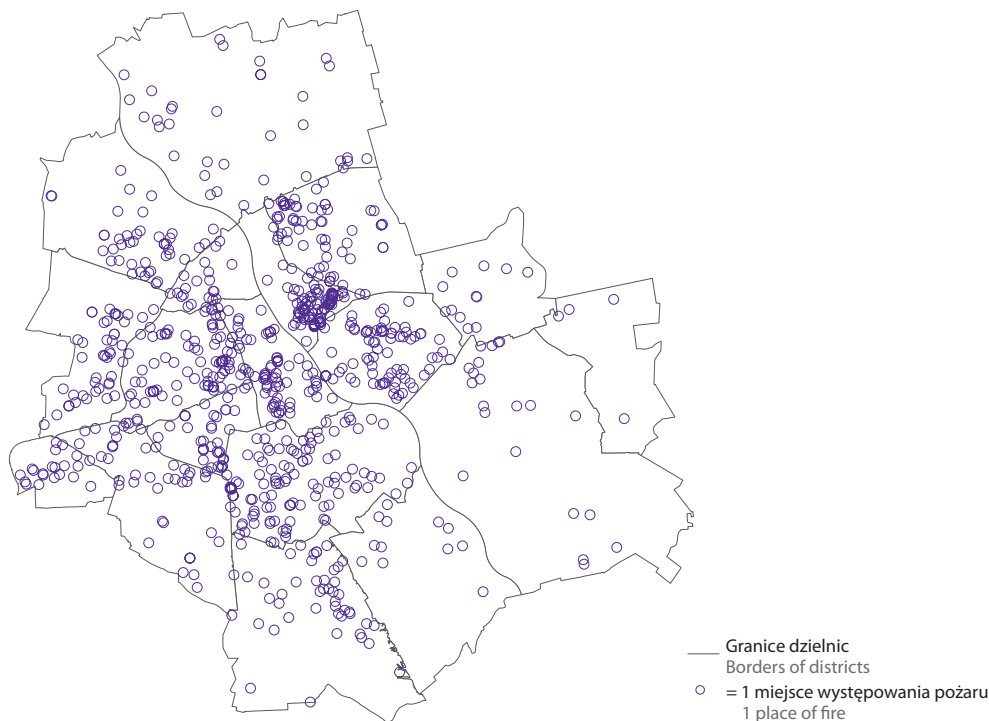 Granice dzielnic
Borders of districts
= 1 miejsce występowania pożaru
1 place of fire